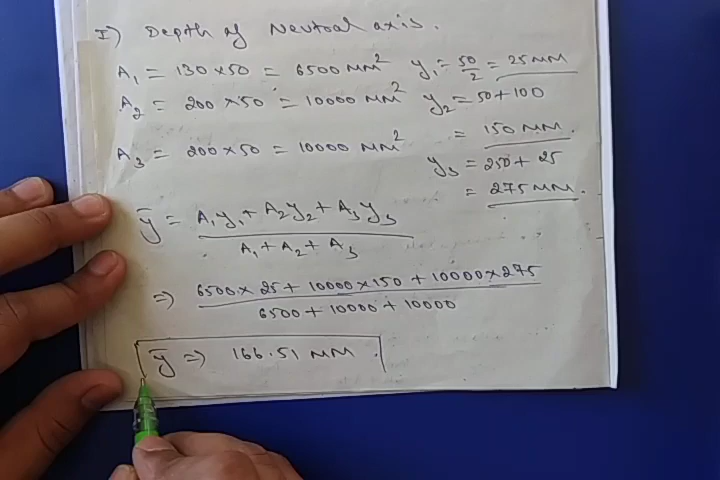 I) Depth of Neutral axis.
A₁ = 130 × 50 = 6500 MM² y₁ = 50/2 = 25 MM
A₂ = 200 × 50 = 10000 MM² y₂ = 50 + 100
= 150 MM.
A₃ = 200 × 50 = 10000 MM²
y₃ = 250 + 25
= 275 MM.
ȳ = A₁y₁ + A₂y₂ + A₃y₃ / A₁ + A₂ + A₃
=> 6500 × 25 + 10000 × 150 + 10000 × 275 / 6500 + 10000 + 10000
ȳ => 166.51 MM.